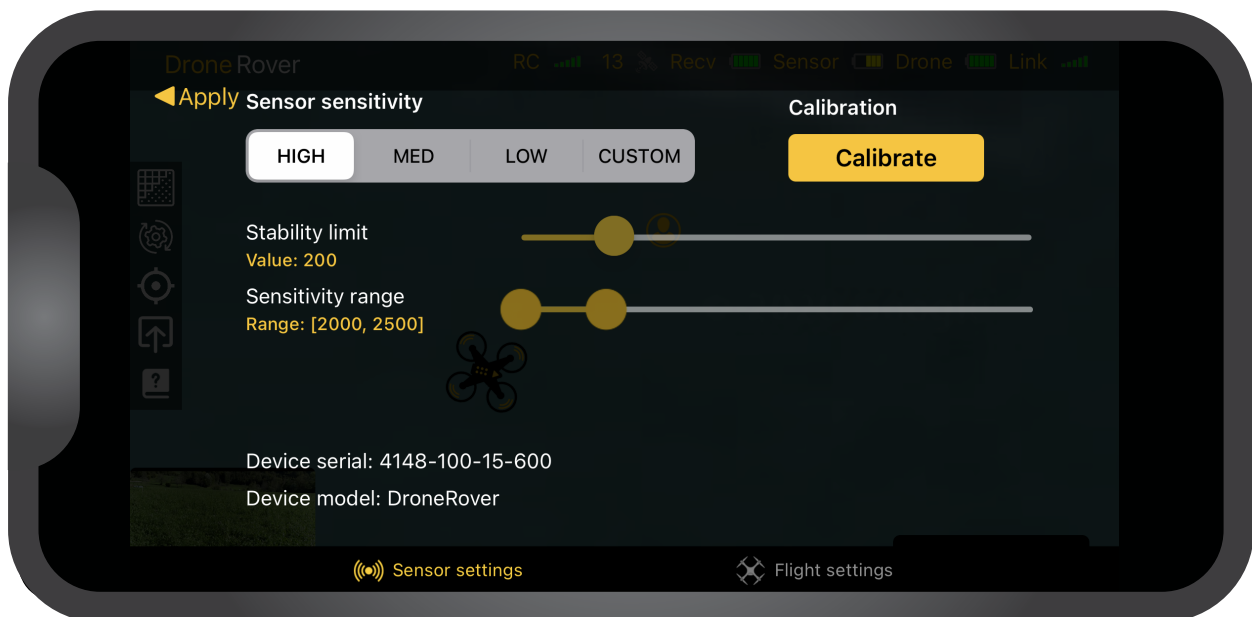 DroneRover RC 13 Recv Sensor Drone Link
Apply
Sensor sensitivity
Calibration
HIGH MED LOW CUSTOM
Calibrate
Stability limit
Value: 200
Sensitivity range
Range: [2000, 2500]
?
Device serial: 4148-100-15-600
Device model: DroneRover
Sensor settings Flight settings